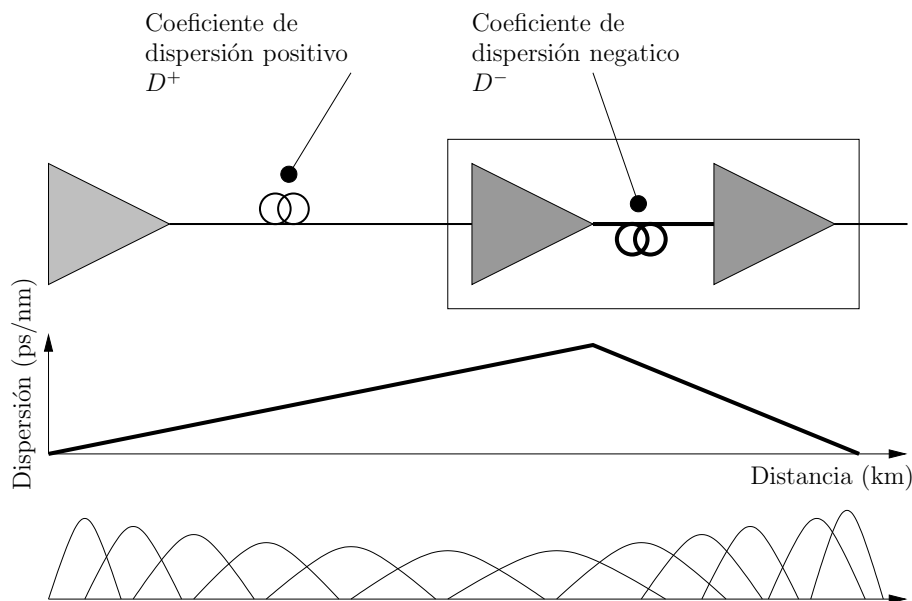 Coeficiente de
dispersión positivo
D+
Coeficiente de
dispersión negatico
D−
Dispersión (ps/nm)
Distancia (km)